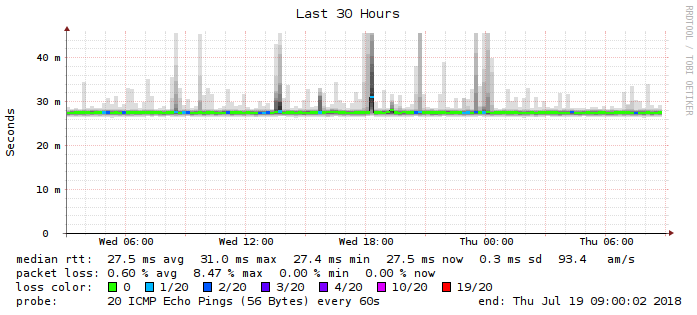 Last 30 Hours
RRDTOOL / TOBI OETIKER
Seconds
40 m
30 m
20 m
10 m
0
Wed 06:00 Wed 12:00 Wed 18:00 Thu 00:00 Thu 06:00
median rtt: 27.5 ms avg 31.0 ms max 27.4 ms min 27.5 ms now 0.3 ms sd 93.4 am/s
packet loss: 0.60 % avg 8.47 % max 0.00 % min 0.00 % now
loss color: 0 1/20 2/20 3/20 4/20 10/20 19/20
probe: 20 ICMP Echo Pings (56 Bytes) every 60s end: Thu Jul 19 09:00:02 2018